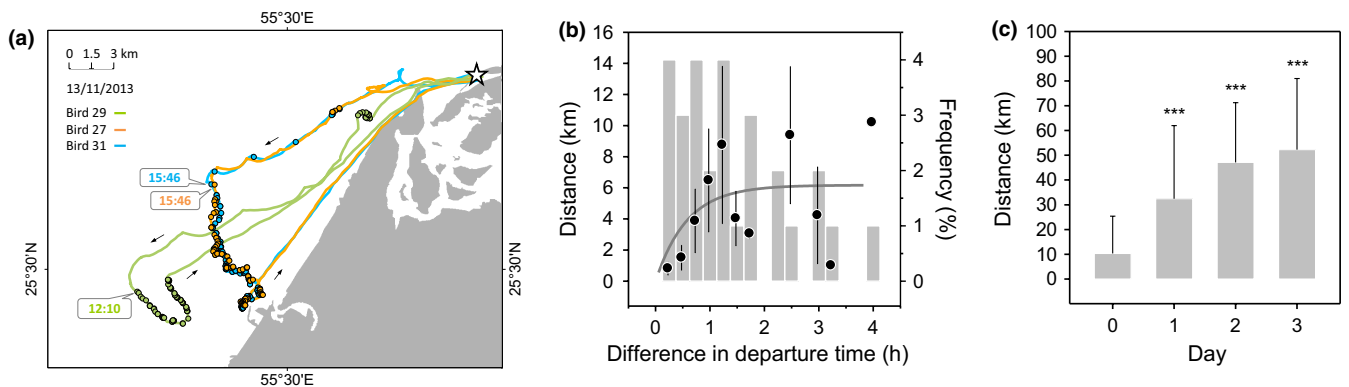 (a)
55°30'E
0 1.5 3 km
13/11/2013
Bird 29
Bird 27
Bird 31
15:46
15:46
12:10
25°30'N
25°30'N
55°30'E
(b)
16
14
12
10
8
6
4
2
0
Distance (km)
4
3
2
1
0
Frequency (%)
0 1 2 3 4
Difference in departure time (h)
(c)
100
90
80
70
60
50
40
30
20
10
0
Distance (km)
*** *** ***
0 1 2 3
Day